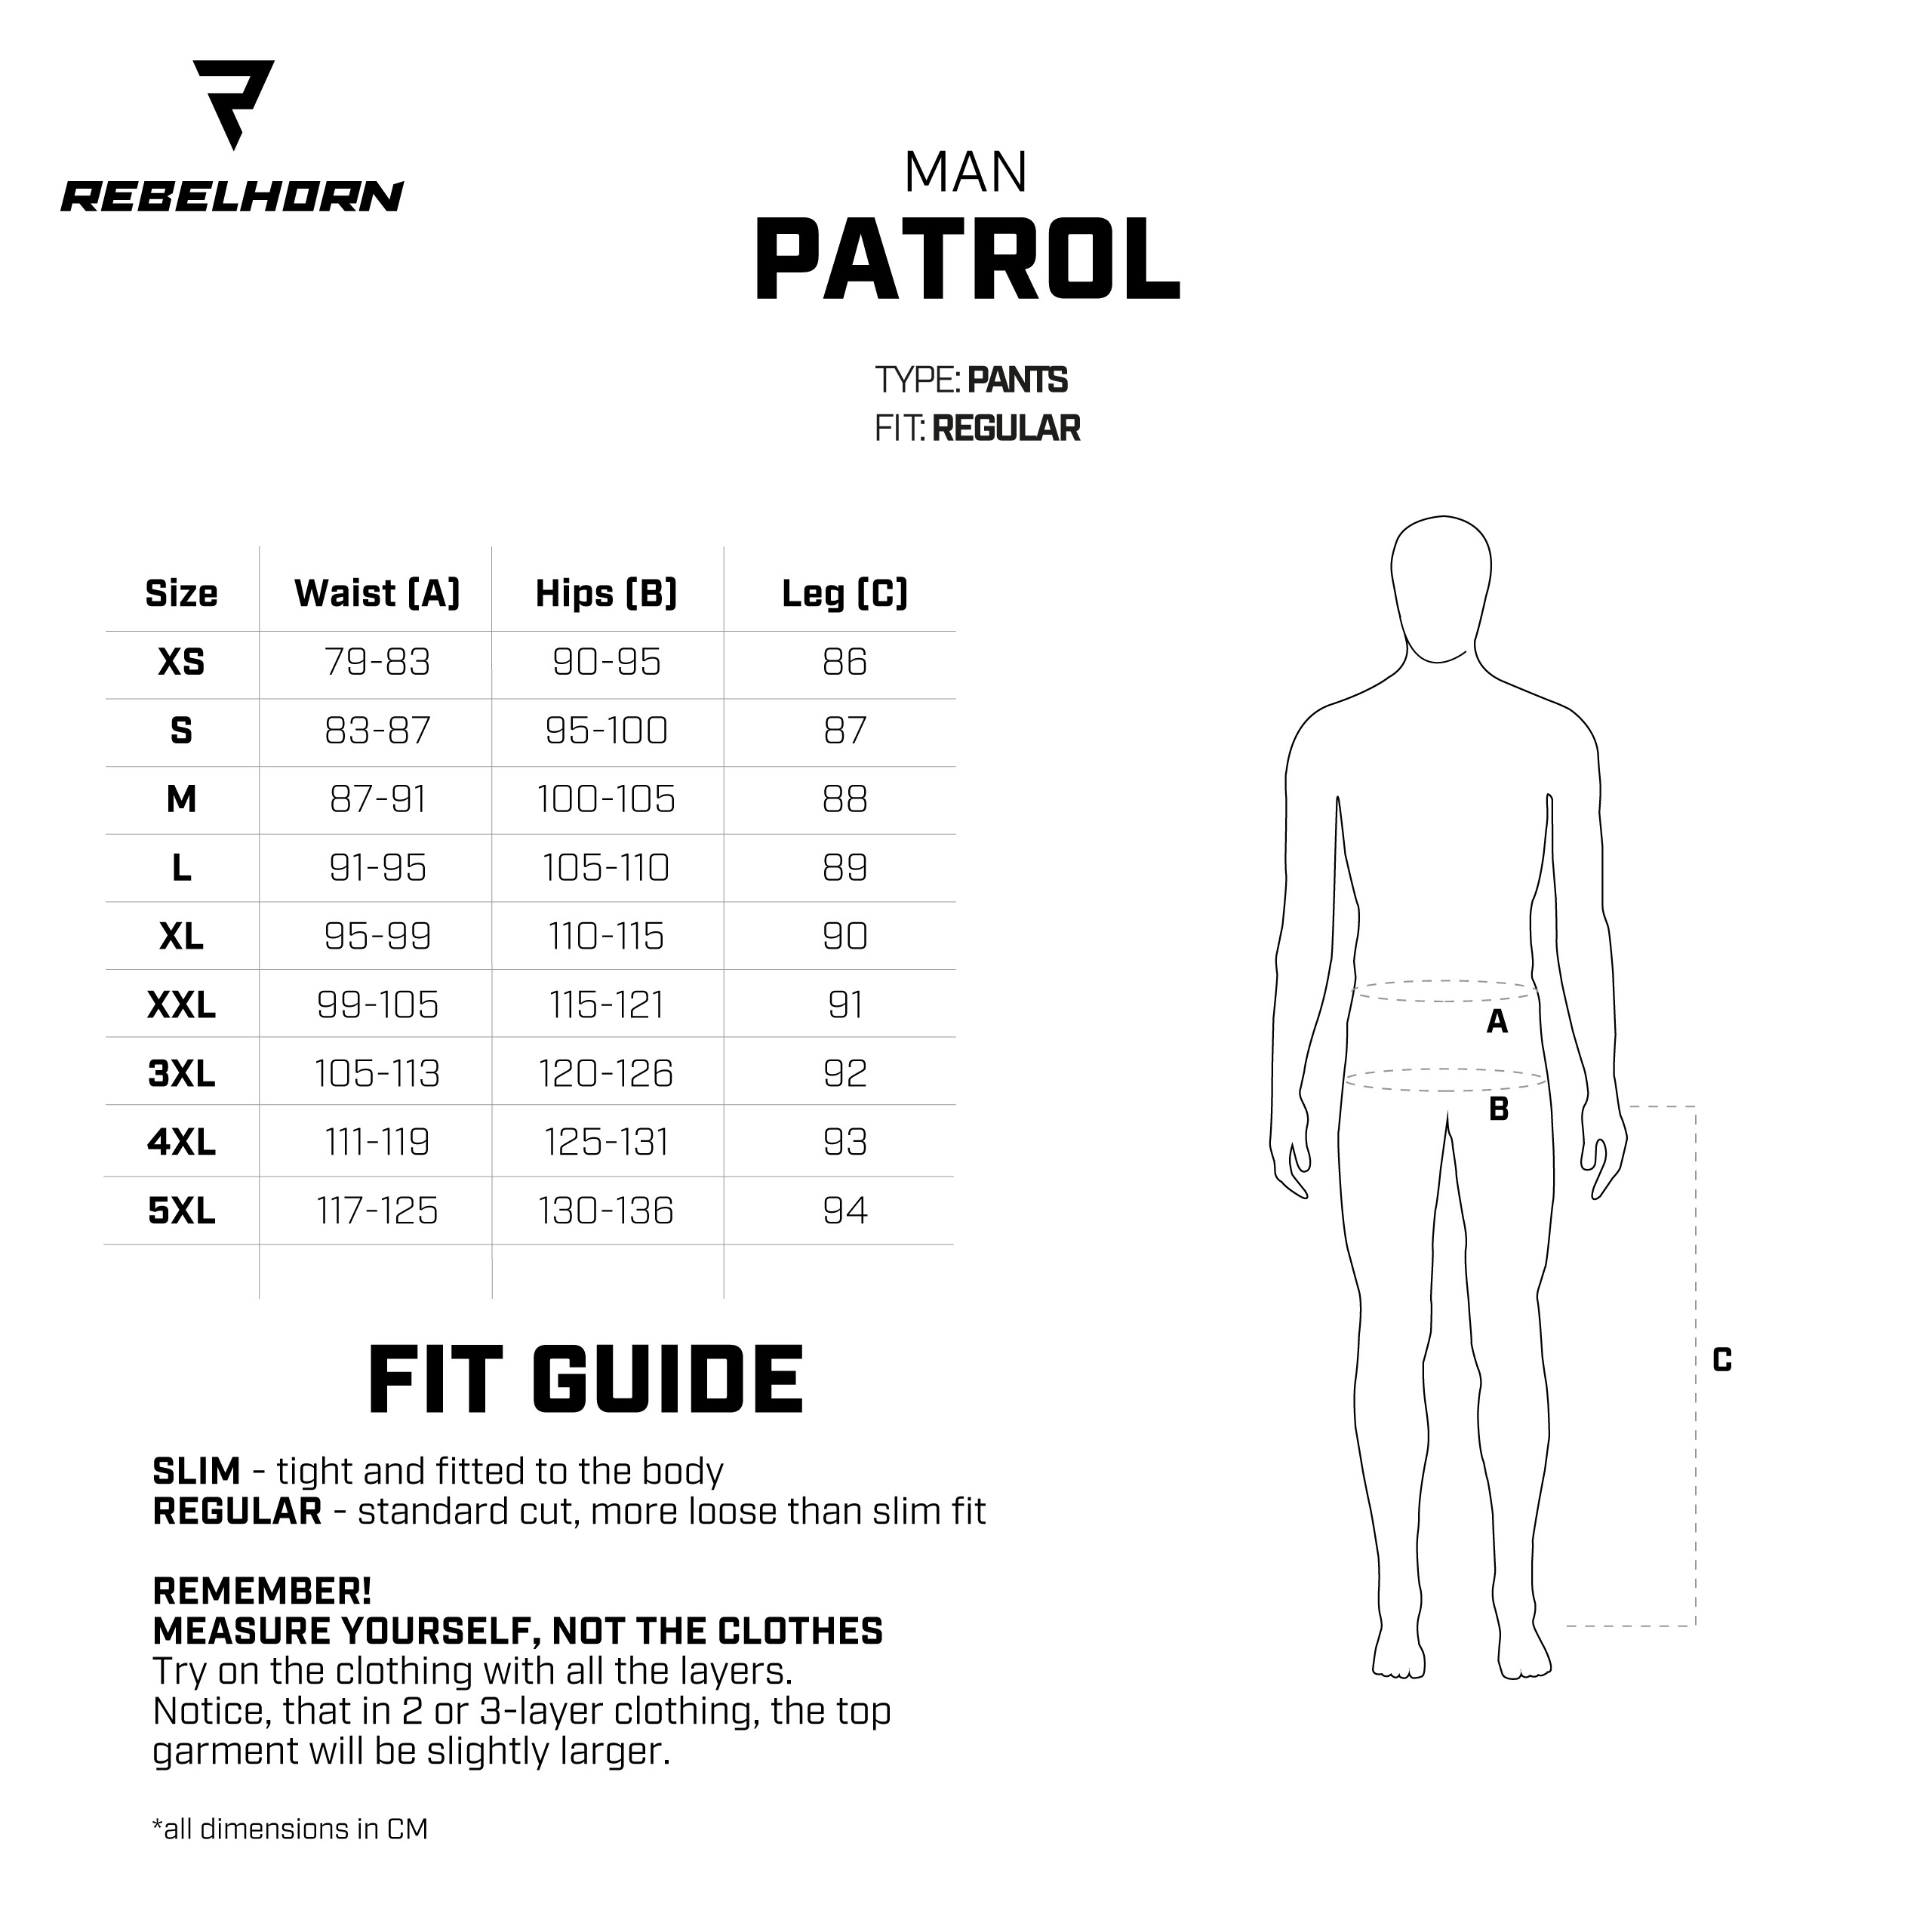 REBELHORN
MAN
PATROL
TYPE: PANTS
FIT: REGULAR
Size Waist (A) Hips (B) Leg (C)
XS 79-83 90-95 86
S 83-87 95-100 87
M 87-91 100-105 88
L 91-95 105-110 89
XL 95-99 110-115 90
XXL 99-105 115-121 91
3XL 105-113 120-126 92
4XL 111-119 125-131 93
5XL 117-125 130-136 94
A
B
C
FIT GUIDE
SLIM - tight and fitted to the body
REGULAR - standard cut, more loose than slim fit
REMEMBER!
MEASURE YOURSELF, NOT THE CLOTHES
Try on the clothing with all the layers.
Notice, that in 2 or 3-layer clothing, the top
garment will be slightly larger.
*all dimensions in CM